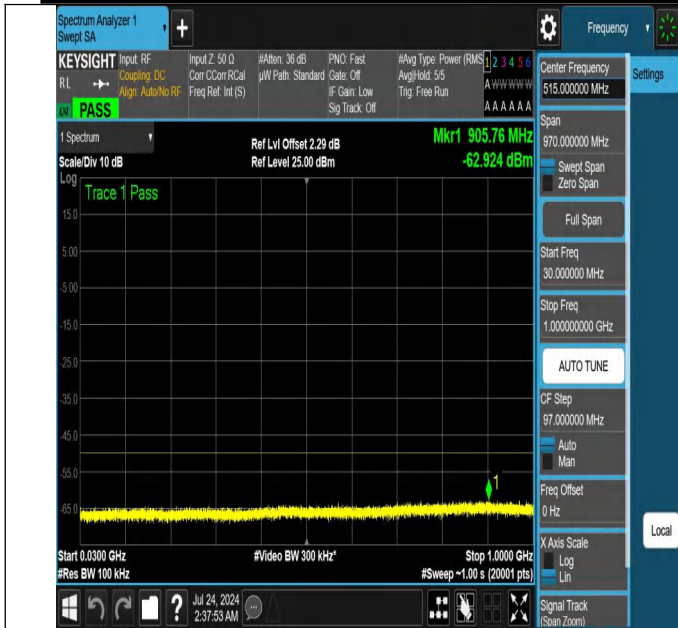 Spectrum Analyzer 1
Swept SA
+
Frequency
KEYSIGHT
RL
PASS
Input: RF
Coupling: DC
Align: Auto/No RF
Input Z: 50 Ω
Corr CCorr RCal
Freq Ref: Int (S)
#Atten: 36 dB
µW Path: Standard
PNO: Fast
Gate: Off
IF Gain: Low
Sig Track: Off
#Avg Type: Power (RMS
Avg|Hold: 5/5
Trig: Free Run
1 2 3 4 5 6
A W W W W W
A A A A A A
Center Frequency
515.000000 MHz
Settings
1 Spectrum
Scale/Div 10 dB
Ref Lvl Offset 2.29 dB
Ref Level 25.00 dBm
Mkr1 905.76 MHz
-62.924 dBm
Log
Trace 1 Pass
15.0
5.00
-5.00
-15.0
-25.0
-35.0
-45.0
-55.0
-65.0
1
Start 0.0300 GHz
#Res BW 100 kHz
#Video BW 300 kHz*
Stop 1.0000 GHz
#Sweep ~1.00 s (20001 pts)
Span
970.000000 MHz
Swept Span
Zero Span
Full Span
Start Freq
30.000000 MHz
Stop Freq
1.000000000 GHz
AUTO TUNE
CF Step
97.000000 MHz
Auto
Man
Freq Offset
0 Hz
X Axis Scale
Log
Lin
Local
Signal Track
(Span Zoom)
?
Jul 24, 2024
2:37:53 AM